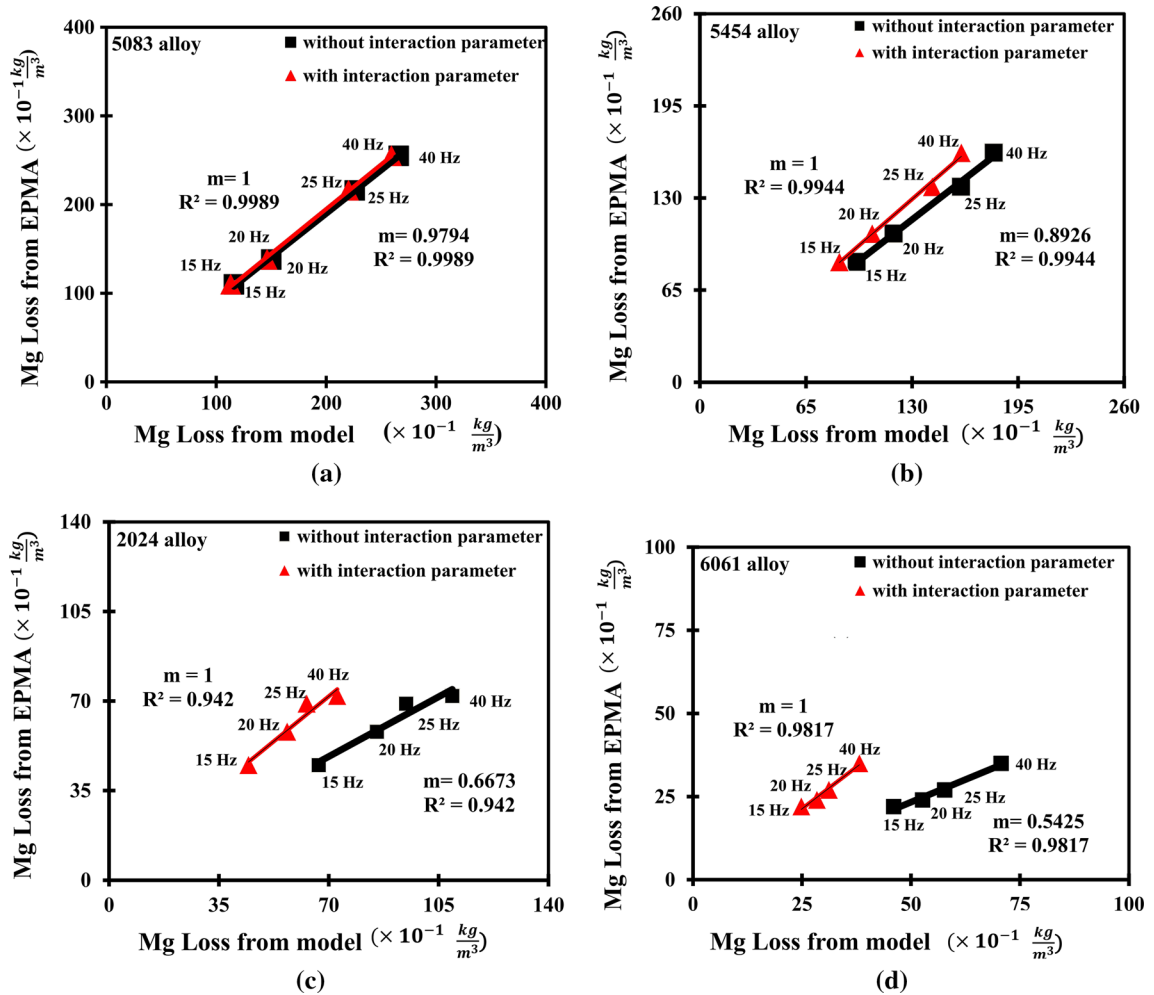 5083 alloy
without interaction parameter
with interaction parameter
Mg Loss from EPMA (× 10⁻¹ kg/m³)
400
300
200
100
0
100
200
300
400
40 Hz
40 Hz
25 Hz
25 Hz
20 Hz
20 Hz
15 Hz
15 Hz
m= 1
R² = 0.9989
m= 0.9794
R² = 0.9989
Mg Loss from model (× 10⁻¹ kg/m³)
(a)
5454 alloy
without interaction parameter
with interaction parameter
Mg Loss from EPMA (× 10⁻¹ kg/m³)
260
195
130
65
0
0
65
130
195
260
40 Hz
40 Hz
25 Hz
25 Hz
20 Hz
20 Hz
15 Hz
15 Hz
m= 1
R² = 0.9944
m= 0.8926
R² = 0.9944
Mg Loss from model (× 10⁻¹ kg/m³)
(b)
2024 alloy
without interaction parameter
with interaction parameter
Mg Loss from EPMA (× 10⁻¹ kg/m³)
140
105
70
35
0
0
35
70
105
140
40 Hz
40 Hz
25 Hz
25 Hz
20 Hz
20 Hz
15 Hz
15 Hz
m = 1
R² = 0.942
m= 0.6673
R² = 0.942
Mg Loss from model (× 10⁻¹ kg/m³)
(c)
6061 alloy
without interaction parameter
with interaction parameter
Mg Loss from EPMA (× 10⁻¹ kg/m³)
100
75
50
25
0
0
25
50
75
100
40 Hz
40 Hz
25 Hz
25 Hz
20 Hz
20 Hz
15 Hz
15 Hz
m = 1
R² = 0.9817
m= 0.5425
R² = 0.9817
Mg Loss from model (× 10⁻¹ kg/m³)
(d)